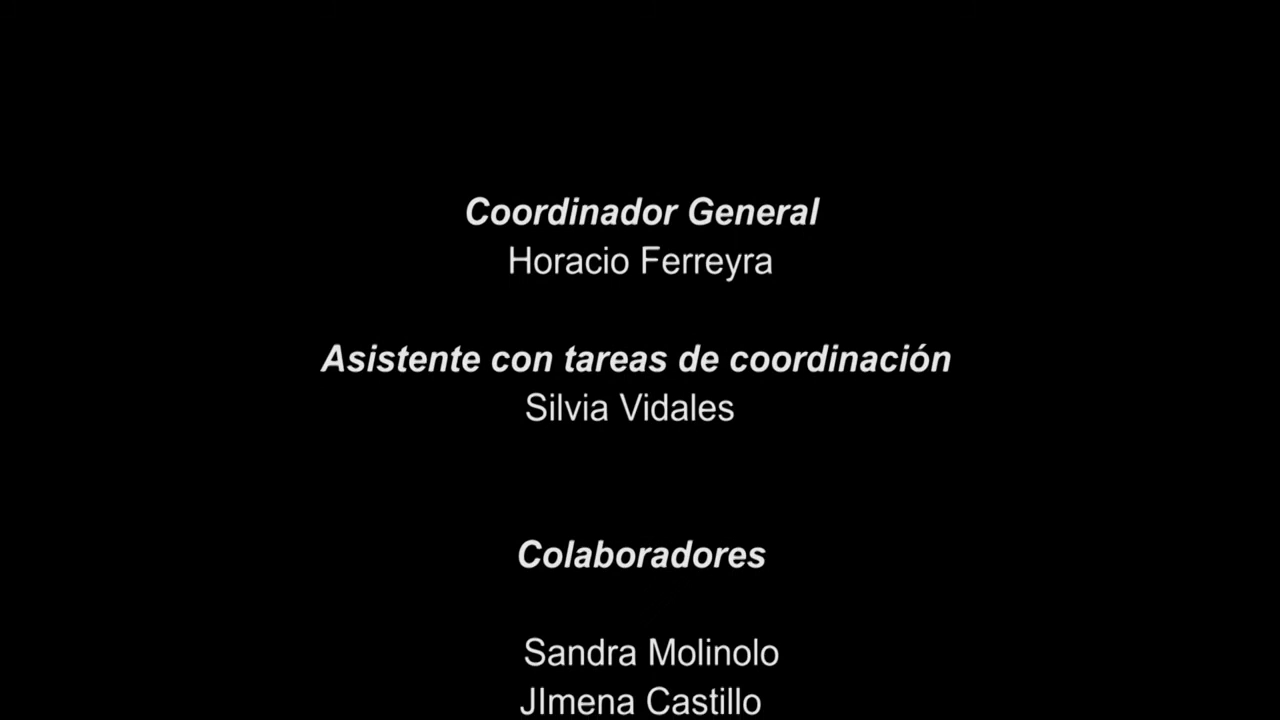 Coordinador General
Horacio Ferreyra
Asistente con tareas de coordinación
Silvia Vidales
Colaboradores
Sandra Molinolo
JImena Castillo